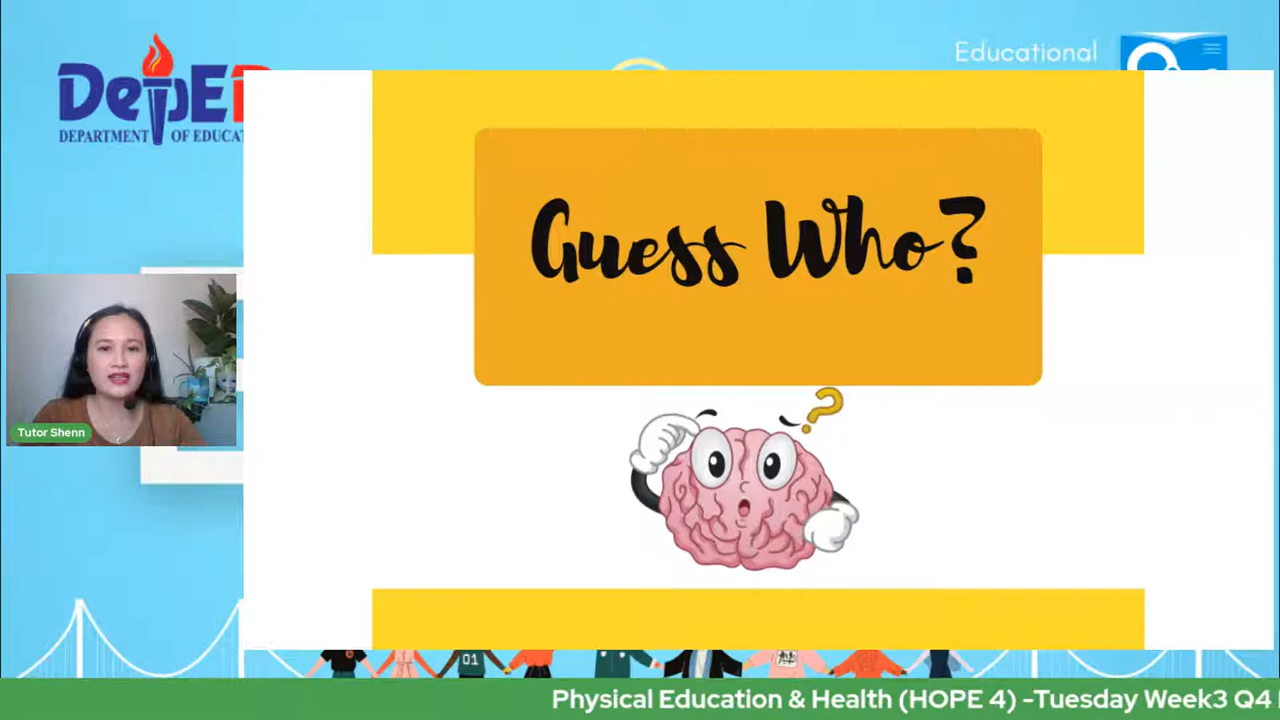 Educational
DepED
DEPARTMENT OF EDUCAT
Guess Who?
?
Tutor Shenn
01
Physical Education & Health (HOPE 4) -Tuesday Week3 Q4